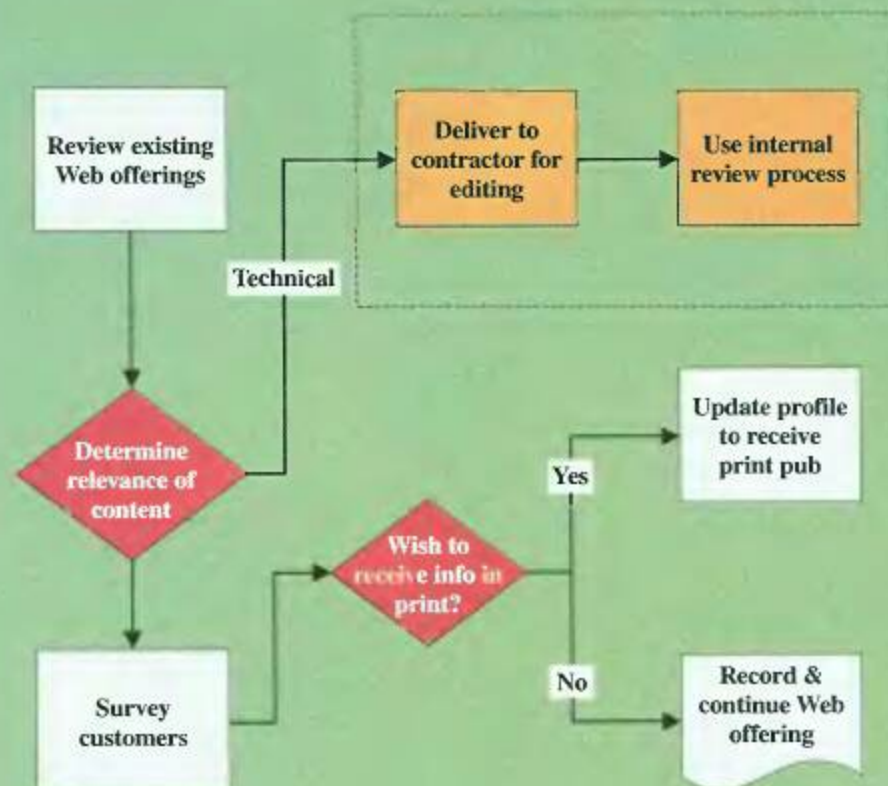 Review existing
Web offerings
Deliver to
contractor for
editing
Use internal
review process
Technical
Determine
relevance of
content
Update profile
to receive
print pub
Yes
Wish to
receive info in
print?
Survey
customers
No
Record &
continue Web
offering